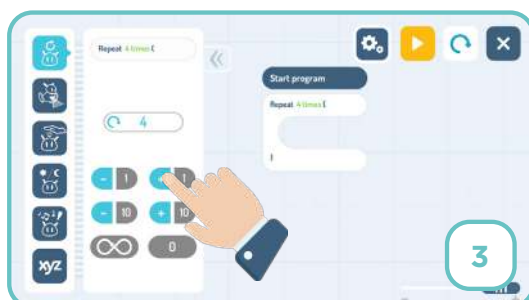 Repeat 4 times {
4
- 1
+ 1
- 10
+ 10
∞
0
xyz
Start program
Repeat 4 times {
}
3